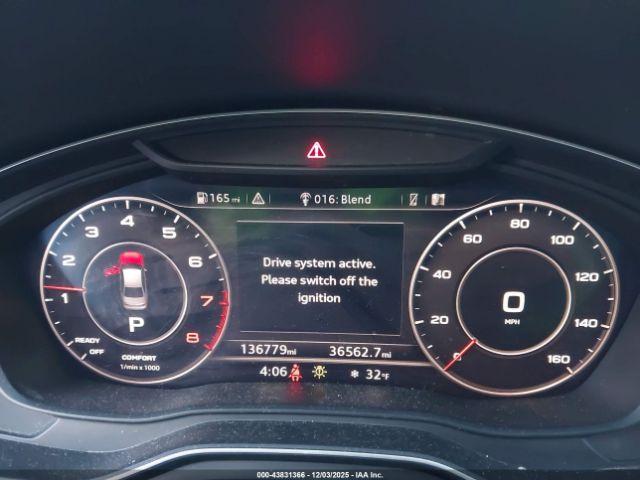 165 mi
016: Blend
1 2 3 4 5 6 7 8
READY
OFF
P
COMFORT
1/min x 1000
Drive system active.
Please switch off the
ignition
0 20 40 60 80 100 120 140 160
0
MPH
136779mi 36562.7mi
4:06 32°F
000-43831366 - 12/03/2025 - IAA Inc.